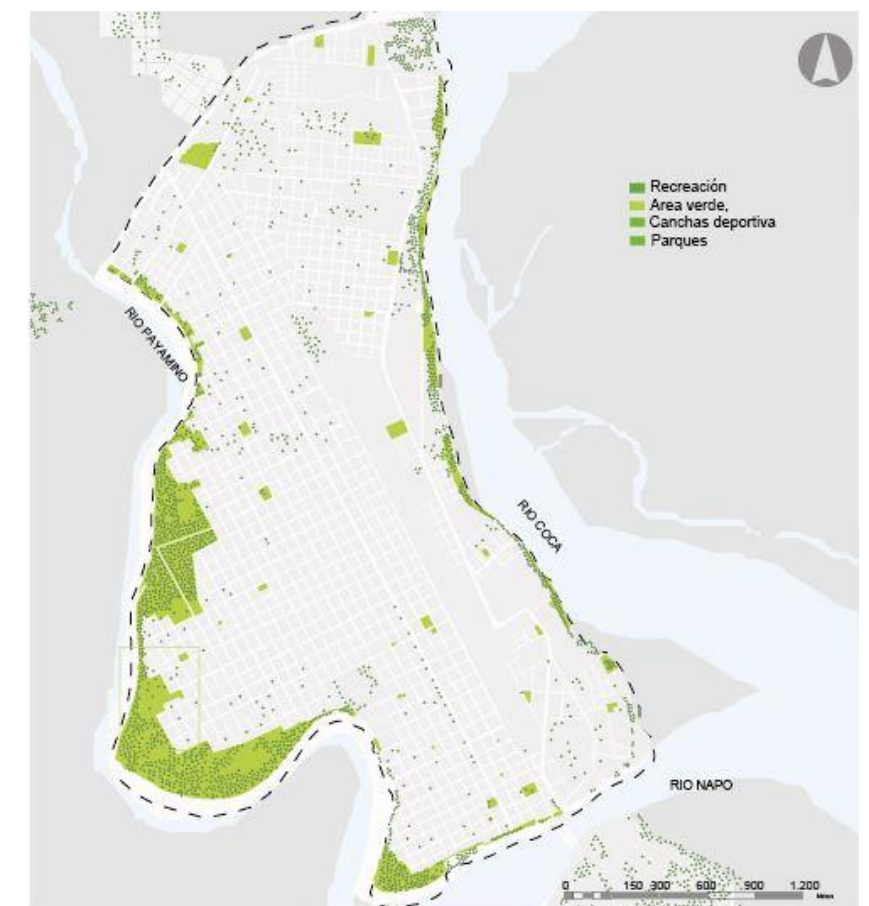 Recreación
Area verde,
Canchas deportiva
Parques
RIO PAYAMINO
RIO COCA
RIO NAPO
0 150 300 600 900 1.200